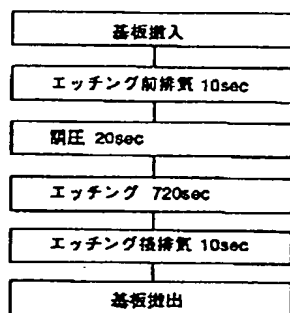 基板搬入
エッチング前排気 10sec
調圧 20sec
エッチング 720sec
エッチング後排気 10sec
基板搬出